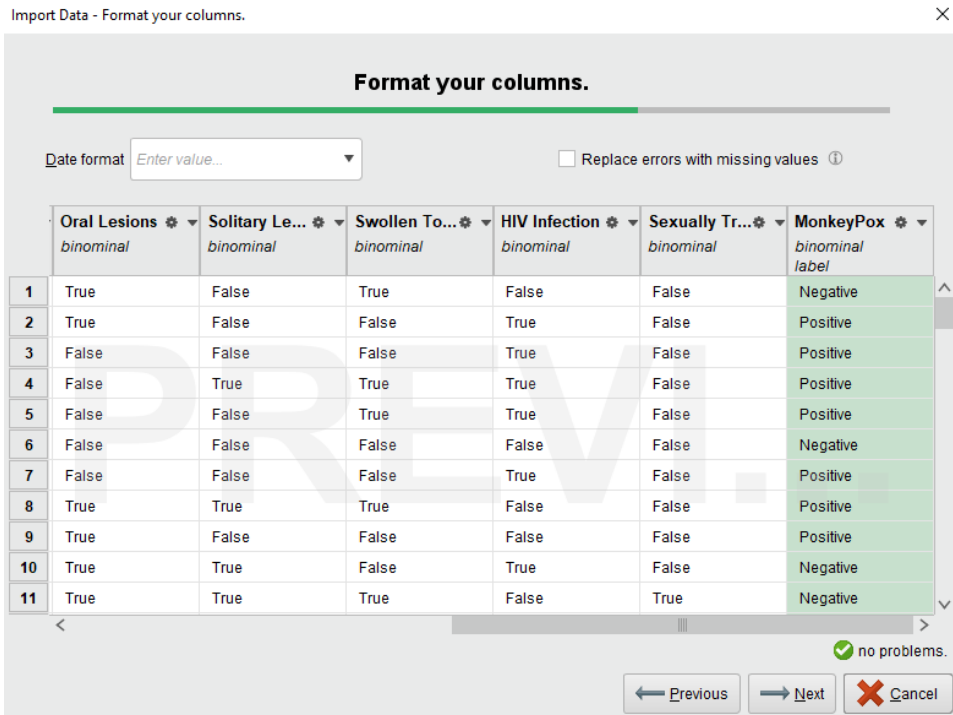 Import Data - Format your columns.
Format your columns.
Date format Enter value... Replace errors with missing values
Oral Lesions Solitary Le... Swollen To... HIV Infection Sexually Tr... MonkeyPox
binominal binominal binominal binominal binominal binominal
label
1 True False True False False Negative
2 True False False True False Positive
3 False False False True False Positive
4 False True True True False Positive
5 False False True True False Positive
6 False False False False False Negative
7 False False False True False Positive
8 True True True False False Positive
9 True False False False False Positive
10 True True False True False Negative
11 True True True False True Negative
PREVI...
no problems.
Previous Next Cancel